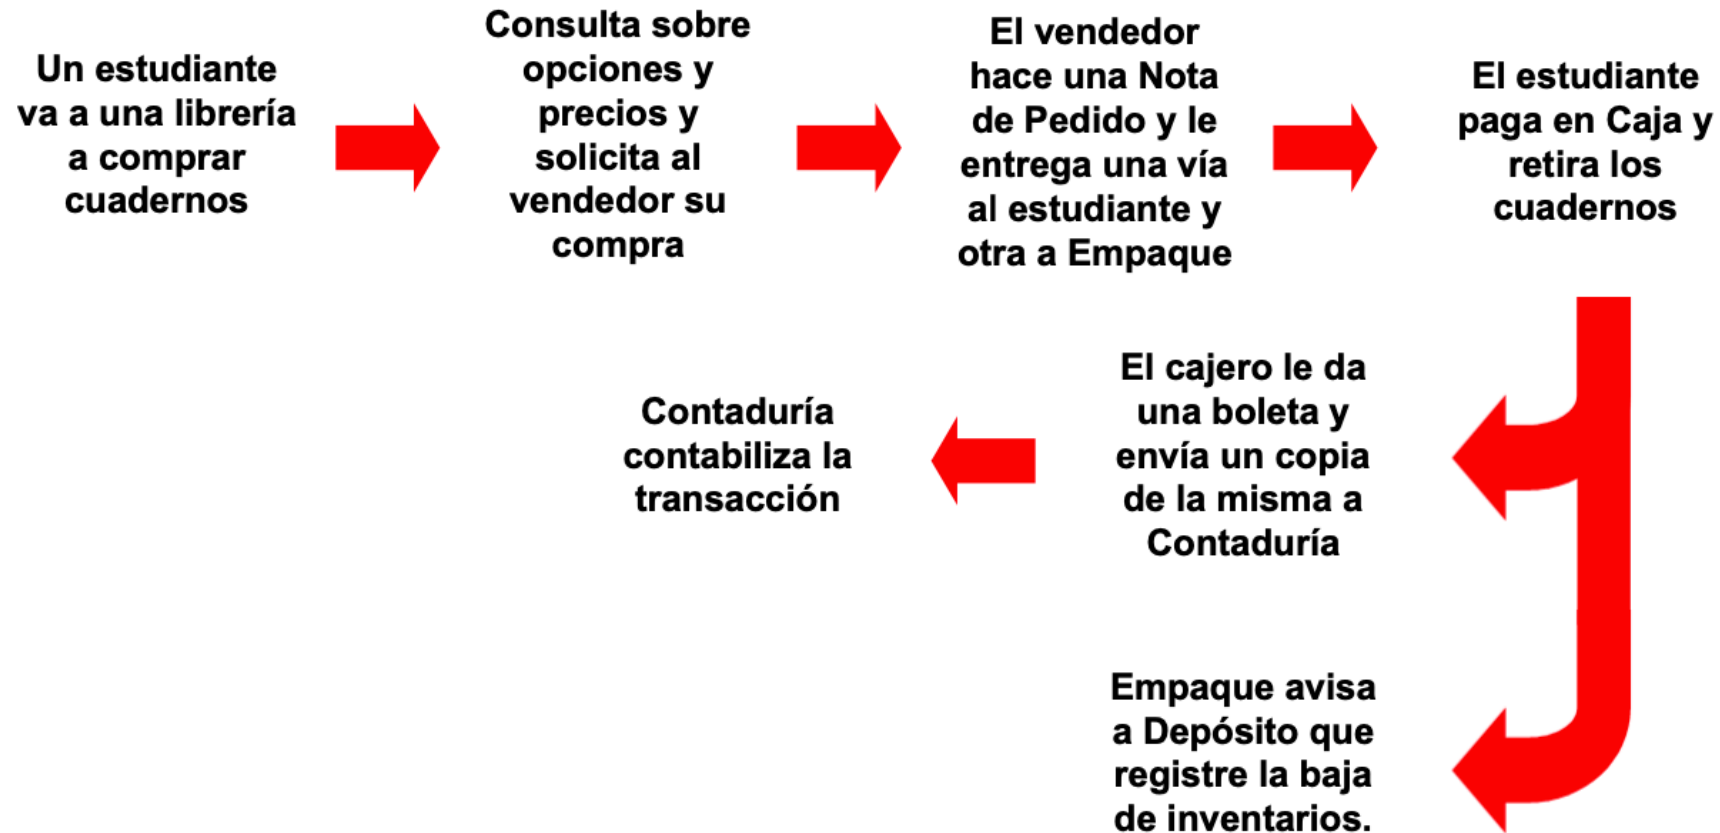 Un estudiante
va a una librería
a comprar
cuadernos
Consulta sobre
opciones y
precios y
solicita al
vendedor su
compra
El vendedor
hace una Nota
de Pedido y le
entrega una vía
al estudiante y
otra a Empaque
El estudiante
paga en Caja y
retira los
cuadernos
El cajero le da
una boleta y
envía un copia
de la misma a
Contaduría
Contaduría
contabiliza la
transacción
Empaque avisa
a Depósito que
registre la baja
de inventarios.